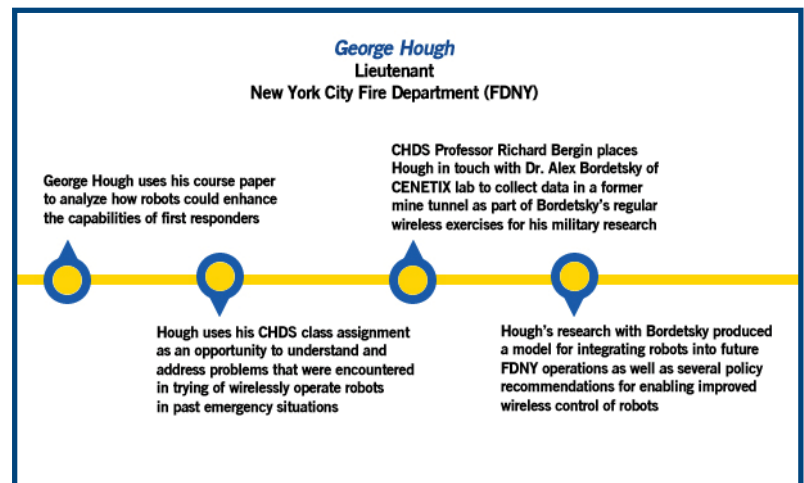 George Hough
Lieutenant
New York City Fire Department (FDNY)
George Hough uses his course paper
to analyze how robots could enhance
the capabilities of first responders
Hough uses his CHDS class assignment
as an opportunity to understand and
address problems that were encountered
in trying of wirelessly operate robots
in past emergency situations
CHDS Professor Richard Bergin places
Hough in touch with Dr. Alex Bordetsky of
CENETIX lab to collect data in a former
mine tunnel as part of Bordetsky's regular
wireless exercises for his military research
Hough's research with Bordetsky produced
a model for integrating robots into future
FDNY operations as well as several policy
recommendations for enabling improved
wireless control of robots